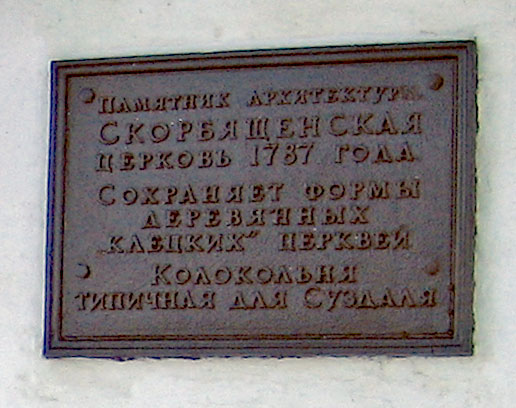 ПАМЯТНИК АРХИТЕКТУРЫ.
СКОРБЯЩЕНСКАЯ
ЦЕРКОВЬ 1787 ГОДА
СОХРАНЯЕТ ФОРМЫ
ДЕРЕВЯННЫХ
„КЛЕЦКИХ" ЦЕРКВЕЙ
КОЛОКОЛЬНЯ
ТИПИЧНАЯ ДЛЯ СУЗДАЛЯ